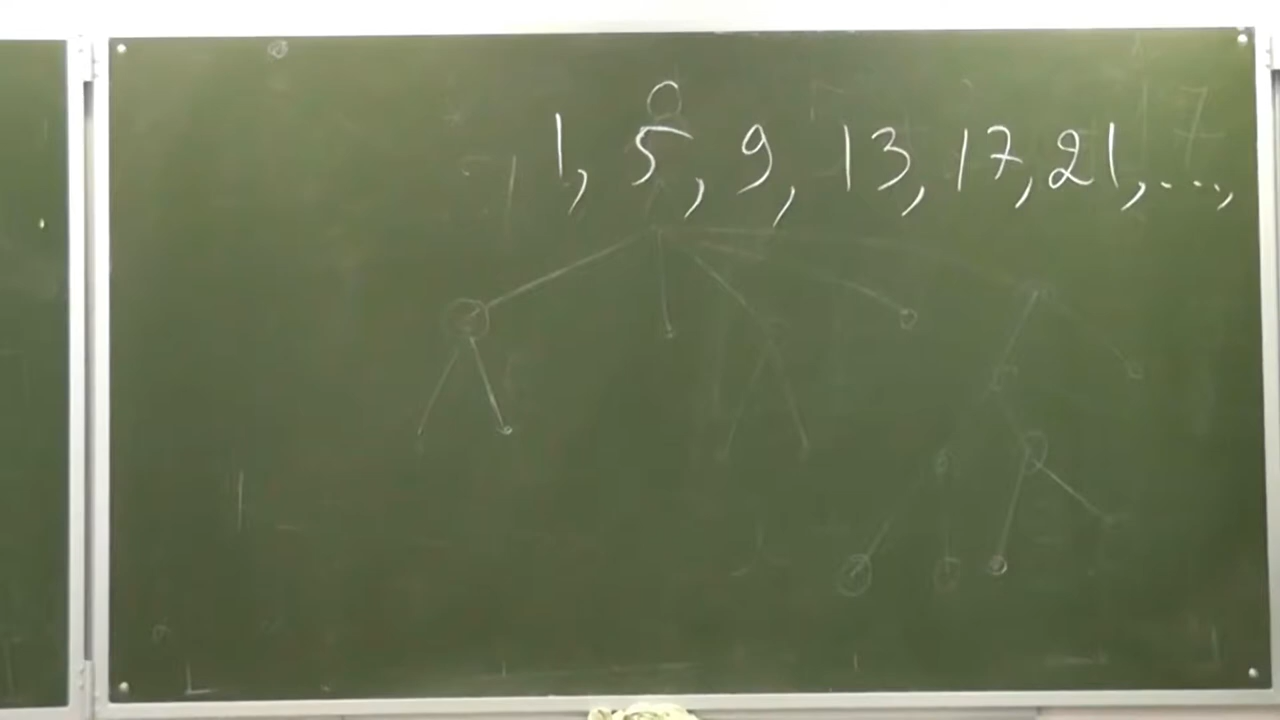 1, 5, 9, 13, 17, 21, ...,